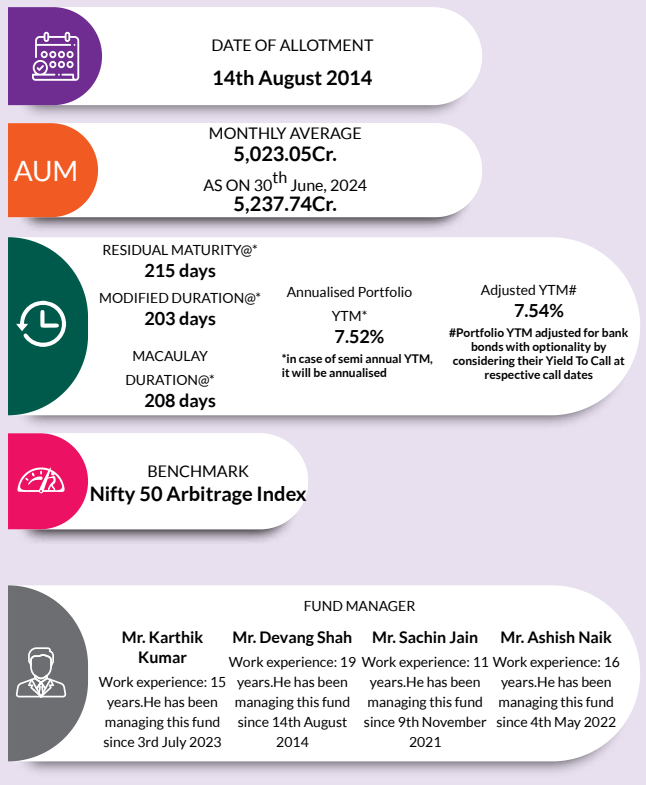 DATE OF ALLOTMENT
14th August 2014
AUM
MONTHLY AVERAGE
5,023.05Cr.
AS ON 30th June, 2024
5,237.74Cr.
RESIDUAL MATURITY@*
215 days
MODIFIED DURATION@*
203 days
MACAULAY
DURATION@*
208 days
Annualised Portfolio
YTM*
7.52%
*in case of semi annual YTM,
it will be annualised
Adjusted YTM#
7.54%
#Portfolio YTM adjusted for bank
bonds with optionality by
considering their Yield To Call at
respective call dates
BENCHMARK
Nifty 50 Arbitrage Index
FUND MANAGER
Mr. Karthik
Kumar
Work experience: 15
years.He has been
managing this fund
since 3rd July 2023
Mr. Devang Shah
Work experience: 19
years.He has been
managing this fund
since 14th August
2014
Mr. Sachin Jain
Work experience: 11
years.He has been
managing this fund
since 9th November
2021
Mr. Ashish Naik
Work experience: 16
years.He has been
managing this fund
since 4th May 2022